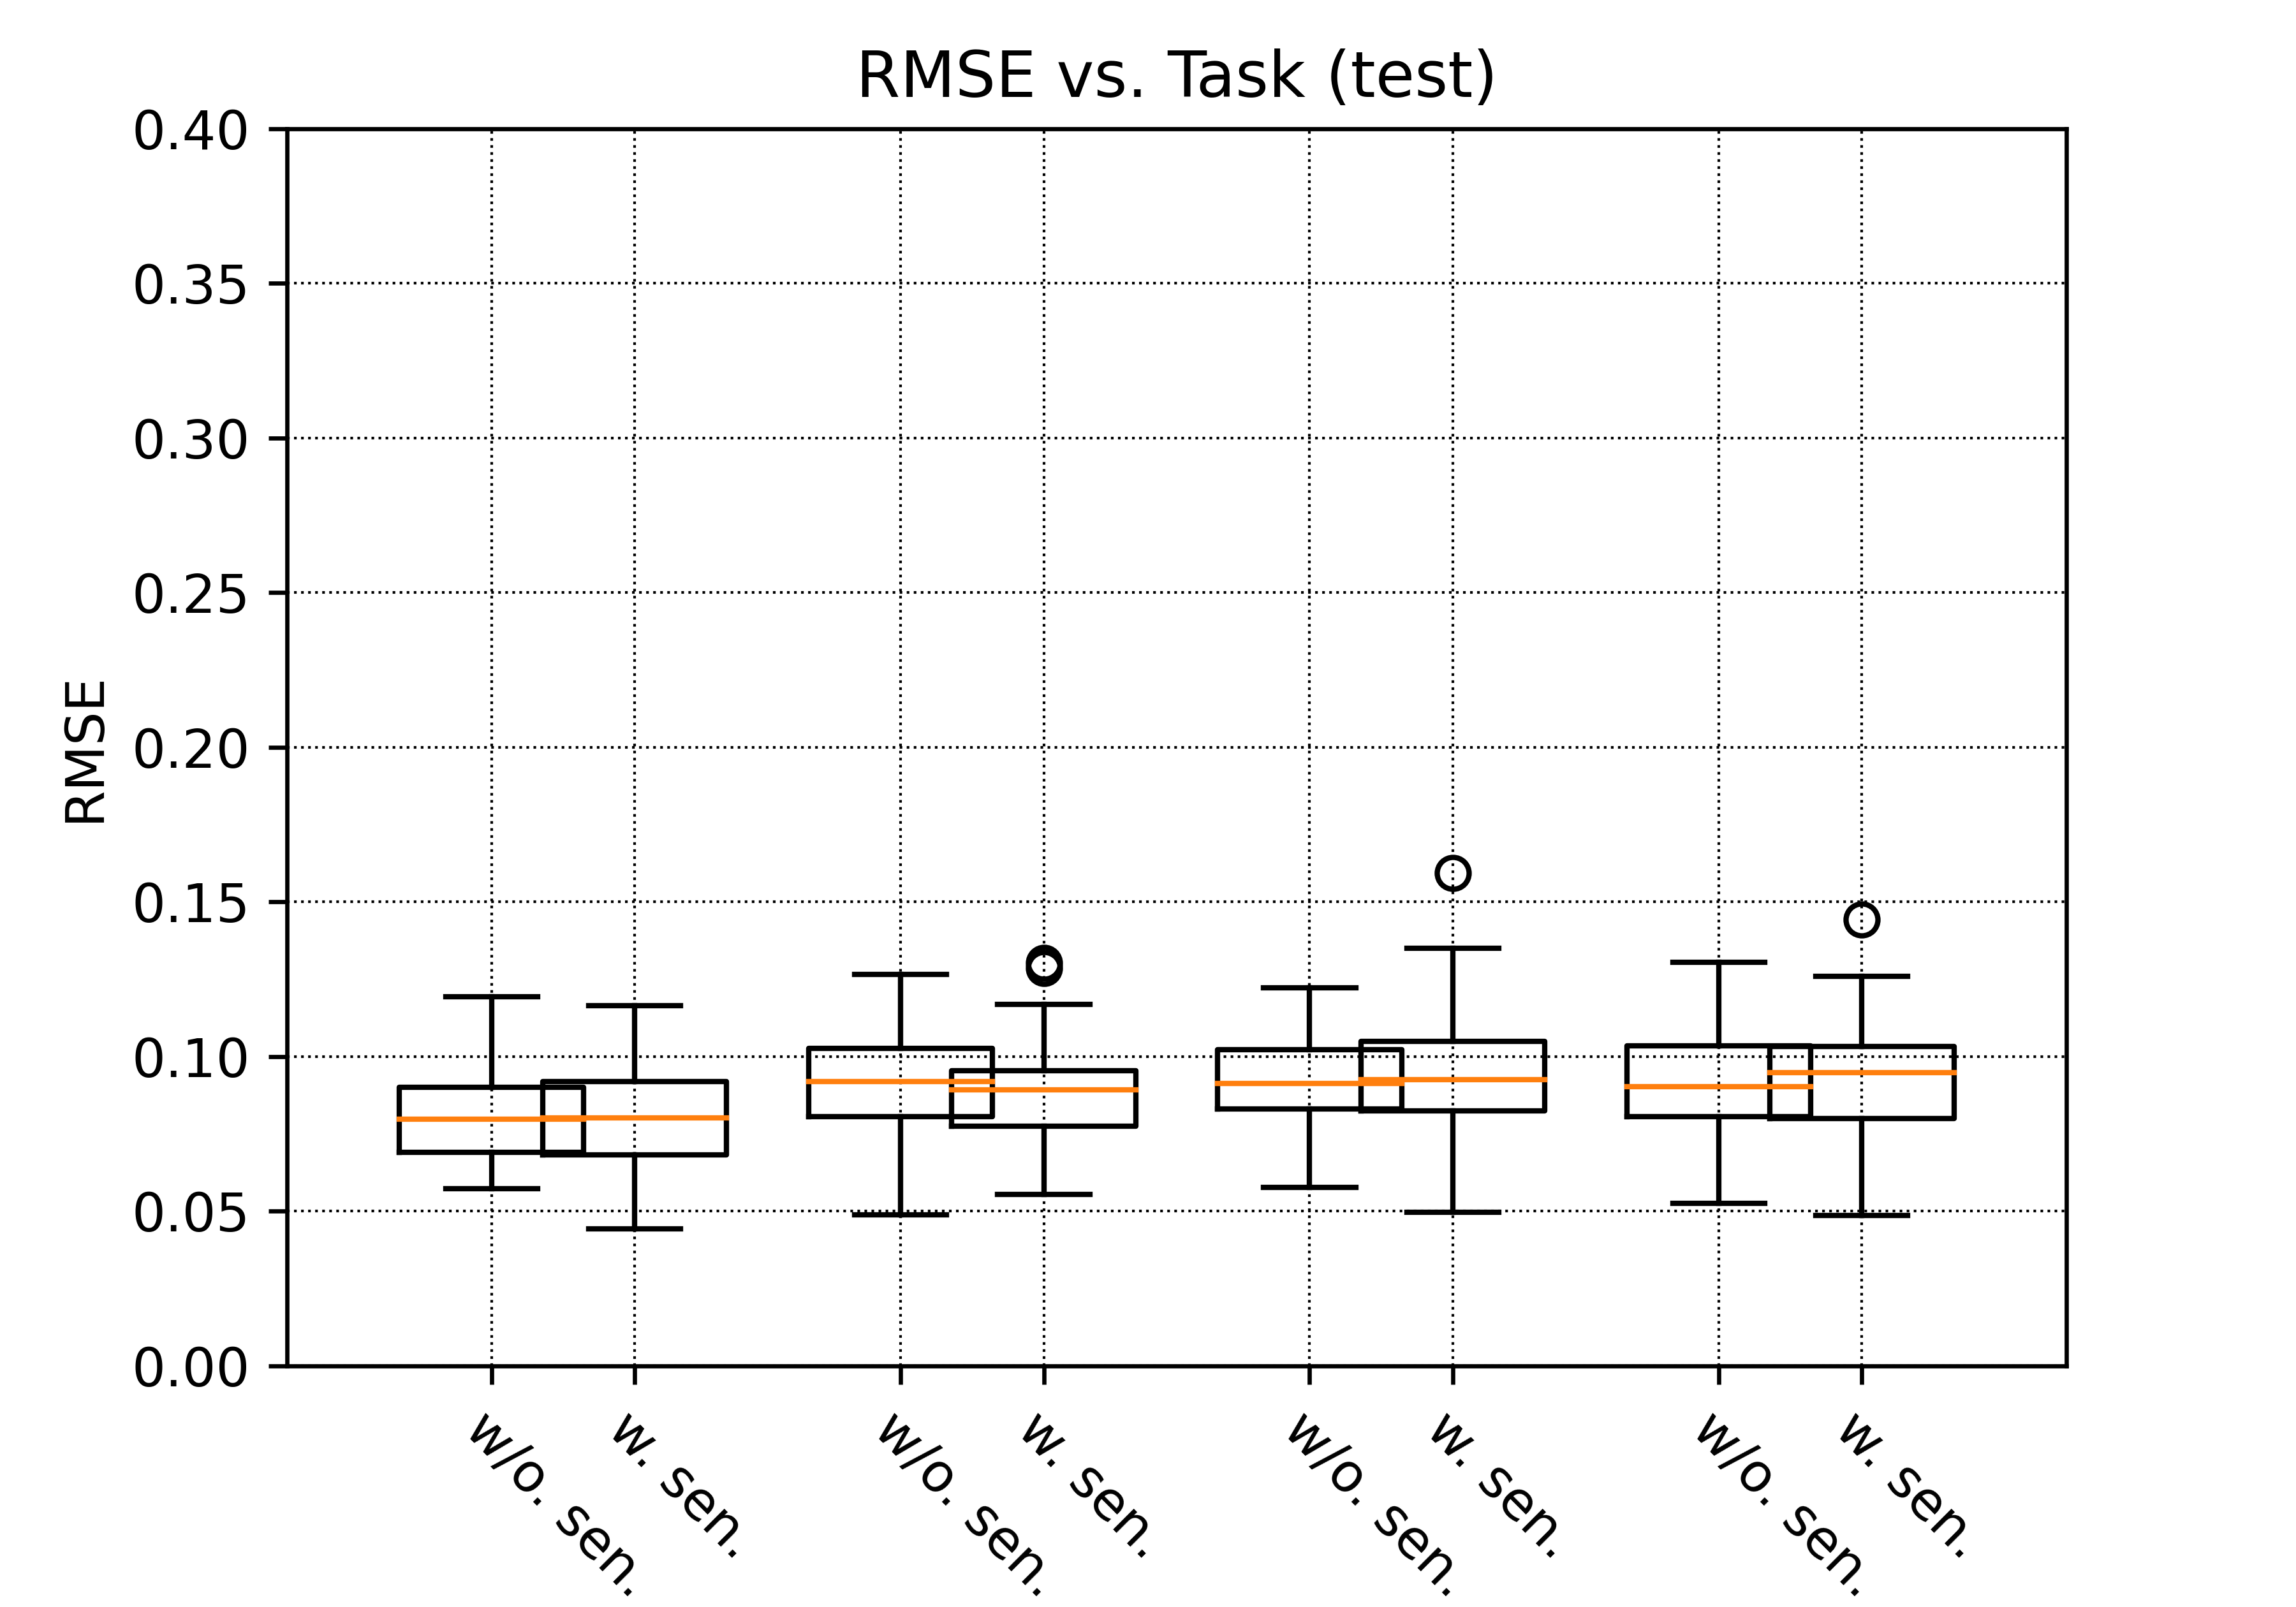 RMSE vs. Task (test)
0.40
0.35
0.30
0.25
0.20
0.15
0.10
0.05
0.00
RMSE
w/o. sen.
w. sen.
w/o. sen.
w. sen.
w/o. sen.
w. sen.
w/o. sen.
w. sen.